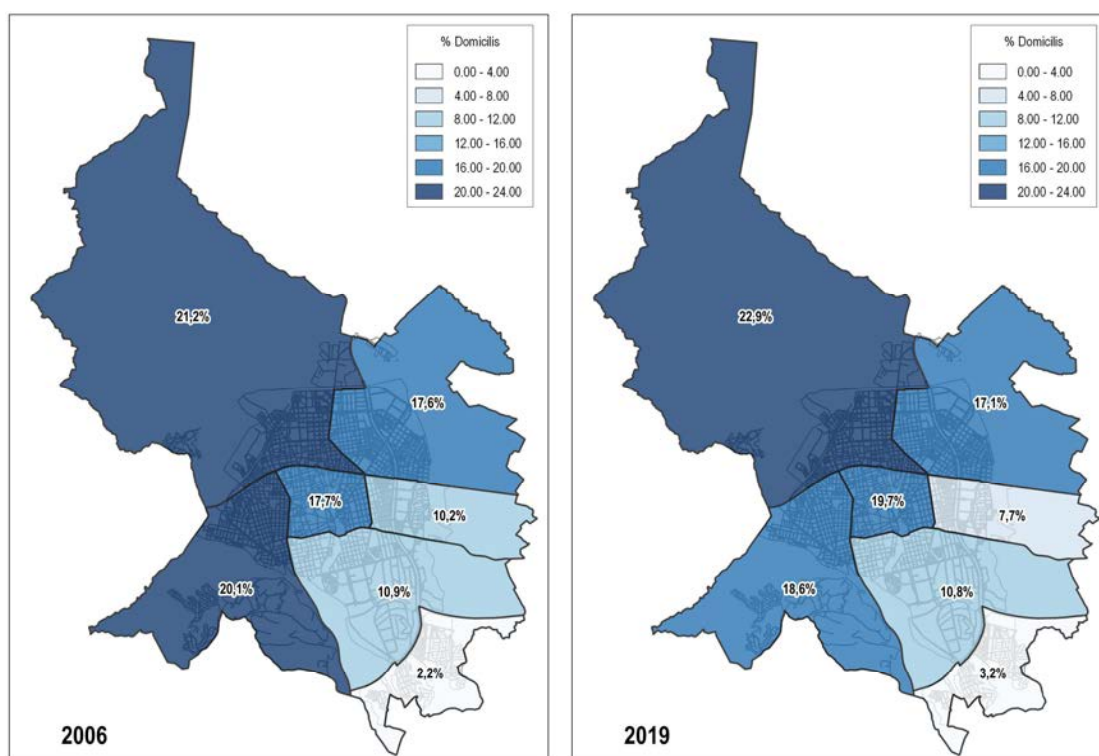 % Domicilis
0.00 - 4.00
4.00 - 8.00
8.00 - 12.00
12.00 - 16.00
16.00 - 20.00
20.00 - 24.00
21,2%
17,6%
17,7%
10,2%
20,1%
10,9%
2,2%
2006
% Domicilis
0.00 - 4.00
4.00 - 8.00
8.00 - 12.00
12.00 - 16.00
16.00 - 20.00
20.00 - 24.00
22,9%
17,1%
19,7%
7,7%
18,6%
10,8%
3,2%
2019